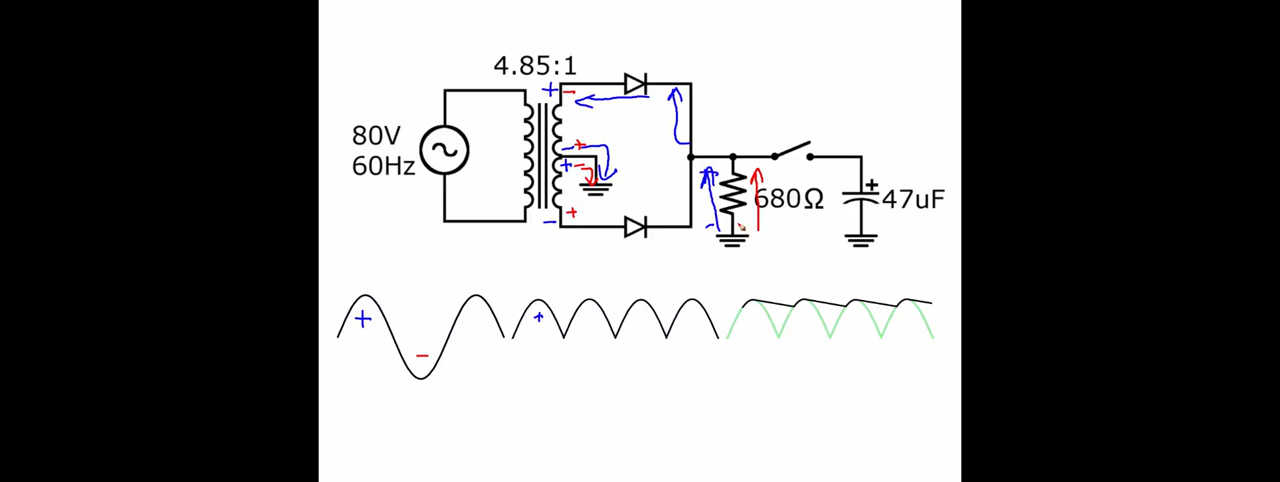 4.85:1
80V
60Hz
+ −
− +
+ −
+
−
680Ω
−
+
47uF
+
−
+